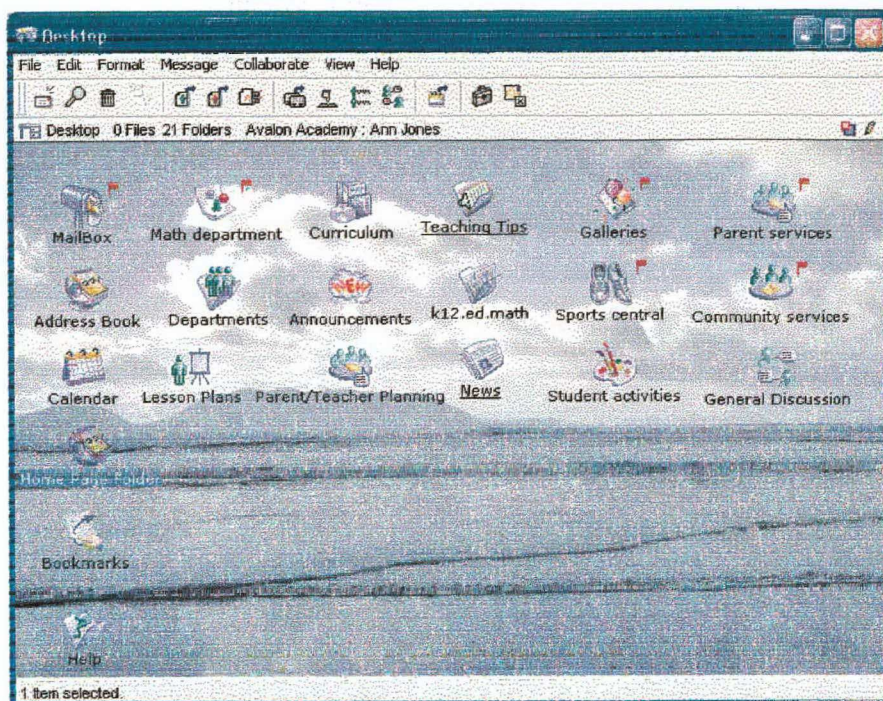 Desktop
File Edit Format Message Collaborate View Help
Desktop 0 Files 21 Folders Avalon Academy : Ann Jones
MailBox Math department Curriculum Teaching Tips Galleries Parent services
Address Book Departments Announcements k12.ed.math Sports central Community services
NEW
Calendar Lesson Plans Parent/Teacher Planning News Student activities General Discussion
Home Page Folder
Bookmarks
Help
1 Item selected.